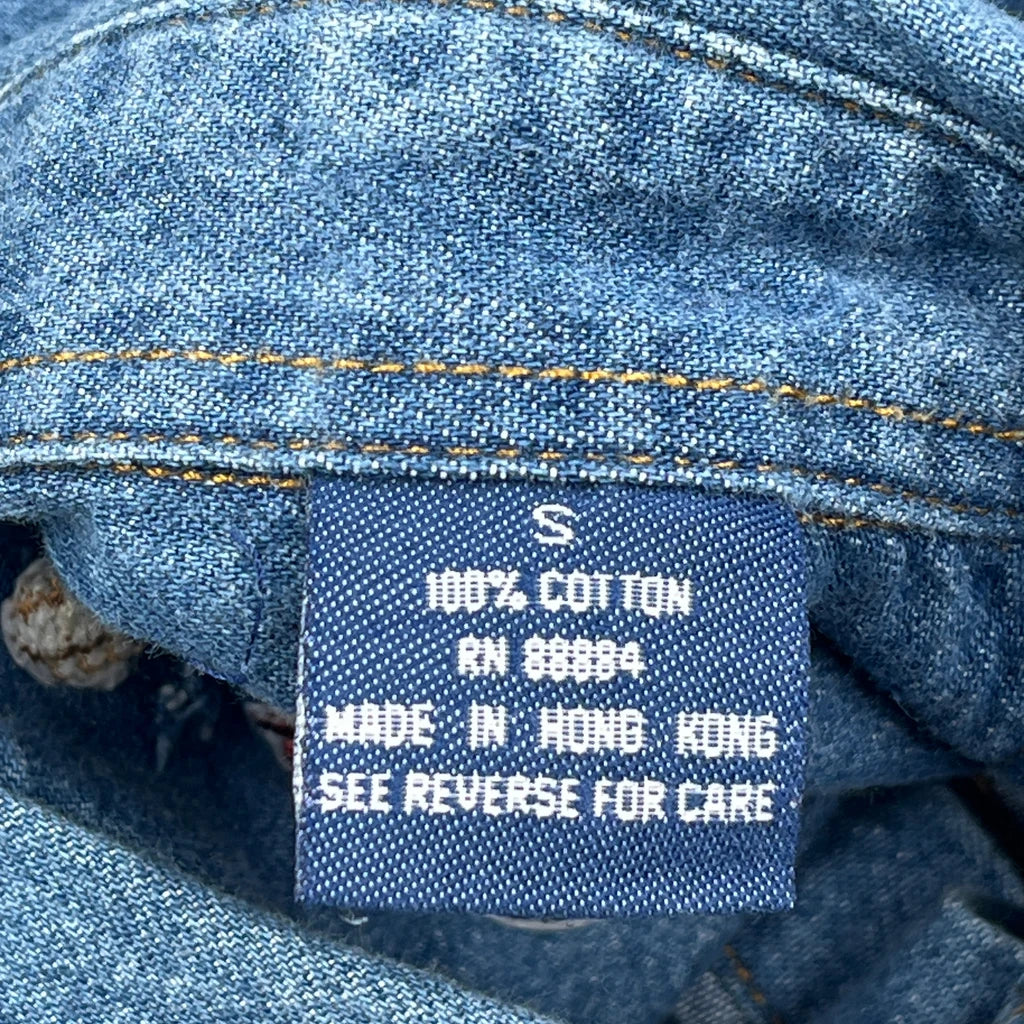 S
100% COTTON
RN 88884
MADE IN HONG KONG
SEE REVERSE FOR CARE